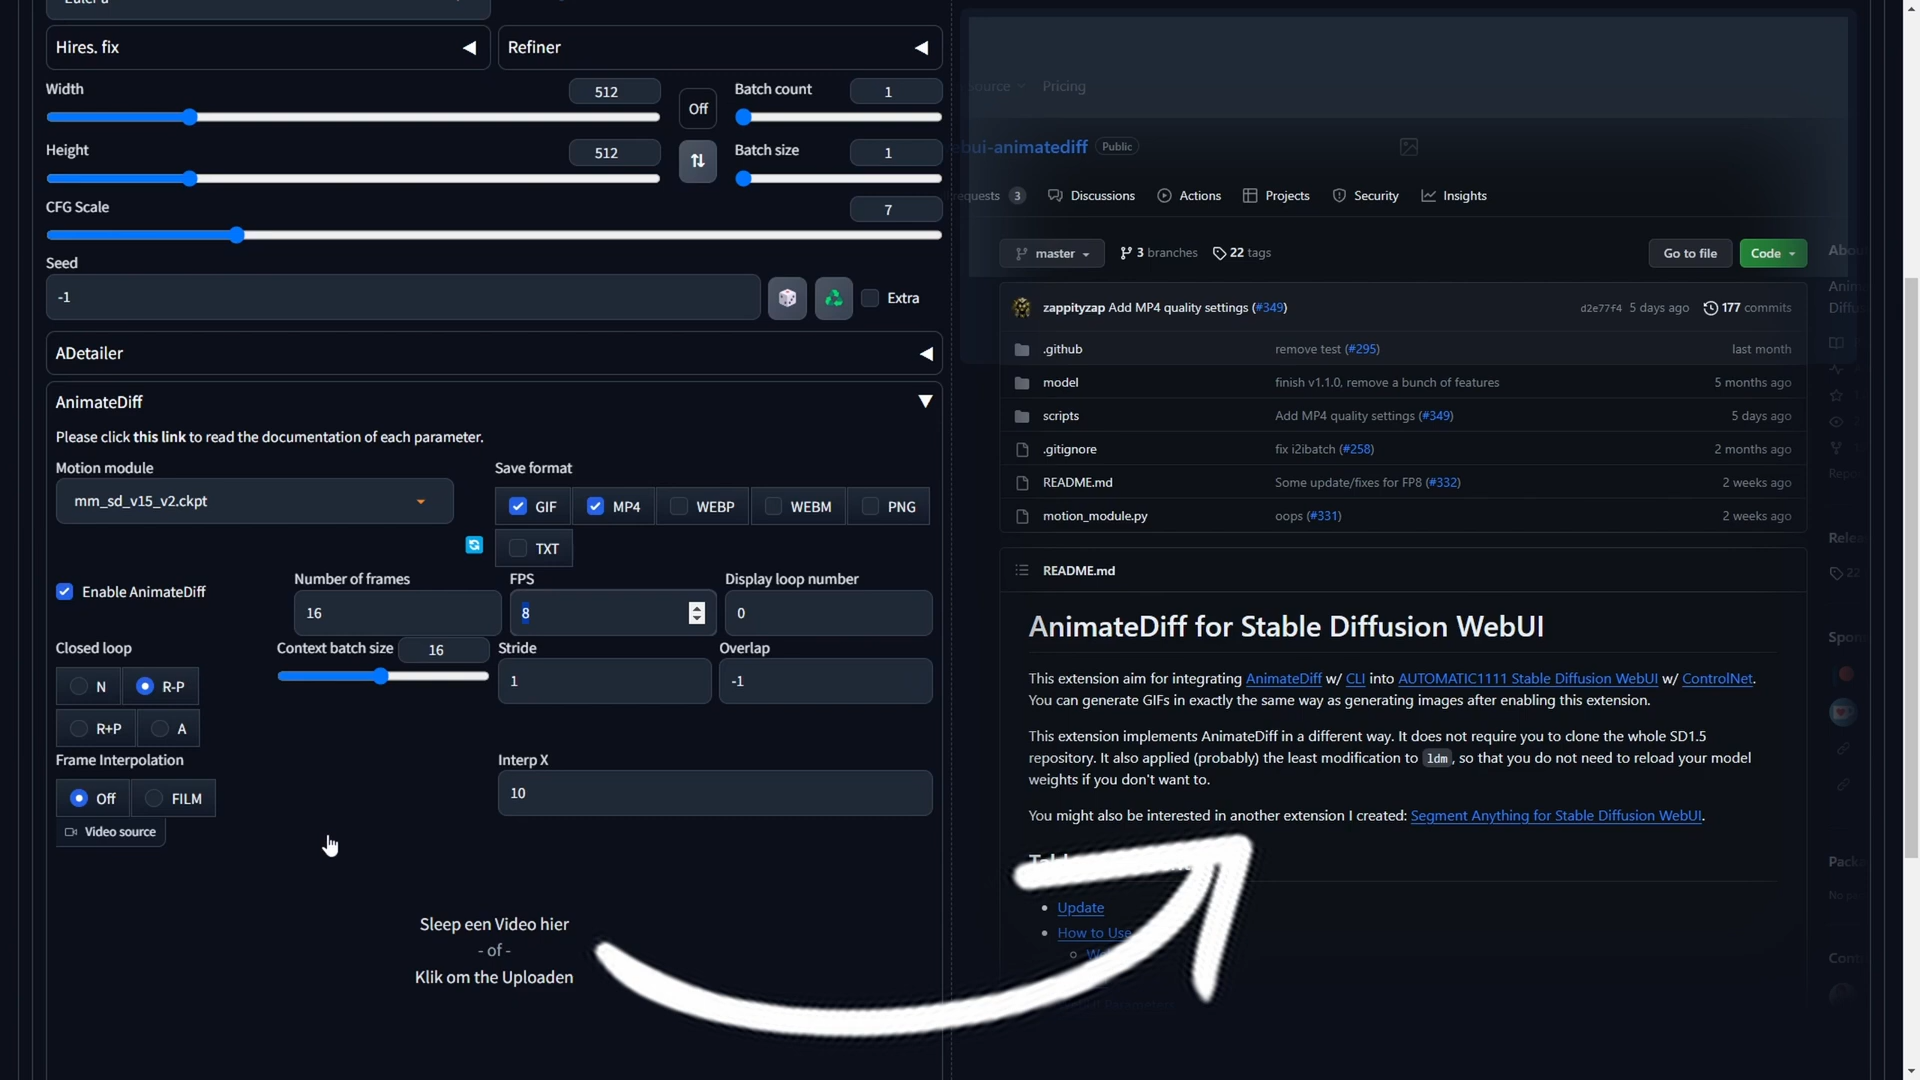 Hires. fix
Refiner
Width
512
Off
Batch count
1
Height
512
Batch size
1
CFG Scale
7
Seed
-1
Extra
ADetailer
AnimateDiff
Please click this link to read the documentation of each parameter.
Motion module
mm_sd_v15_v2.ckpt
Save format
GIF
MP4
WEBP
WEBM
PNG
TXT
Enable AnimateDiff
Number of frames
16
FPS
8
Display loop number
0
Closed loop
N
R-P
R+P
A
Context batch size
16
Stride
1
Overlap
-1
Frame Interpolation
Off
FILM
Interp X
10
Video source
Sleep een Video hier
- of -
Klik om the Uploaden
Pricing
ebui-animatediff Public
requests 3 Discussions Actions Projects Security Insights
master 3 branches 22 tags Go to file Code
zappityzap Add MP4 quality settings (#349) d2e77f4 5 days ago 177 commits
.github remove test (#295) last month
model finish v1.1.0, remove a bunch of features 5 months ago
scripts Add MP4 quality settings (#349) 5 days ago
.gitignore fix i2ibatch (#258) 2 months ago
README.md Some update/fixes for FP8 (#332) 2 weeks ago
motion_module.py oops (#331) 2 weeks ago
README.md
AnimateDiff for Stable Diffusion WebUI
This extension aim for integrating AnimateDiff w/ CLI into AUTOMATIC1111 Stable Diffusion WebUI w/ ControlNet.
You can generate GIFs in exactly the same way as generating images after enabling this extension.
This extension implements AnimateDiff in a different way. It does not require you to clone the whole SD1.5
repository. It also applied (probably) the least modification to ldm, so that you do not need to reload your model
weights if you don't want to.
You might also be interested in another extension I created: Segment Anything for Stable Diffusion WebUI.
Update
How to Use
22